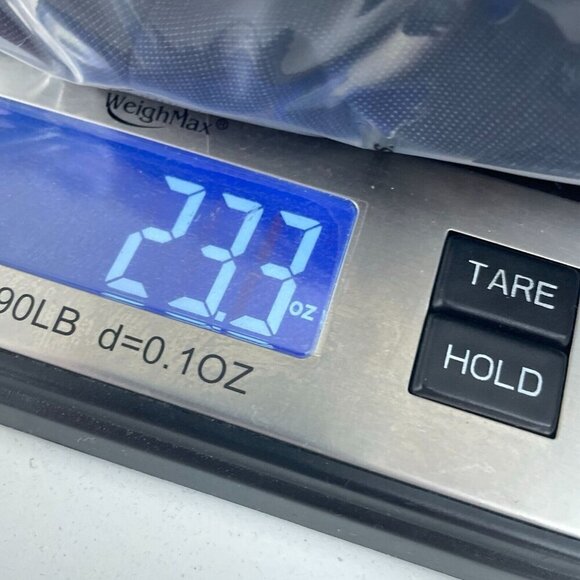 WeighMax®
23.3 oz
90LB d=0.1OZ
TARE
HOLD